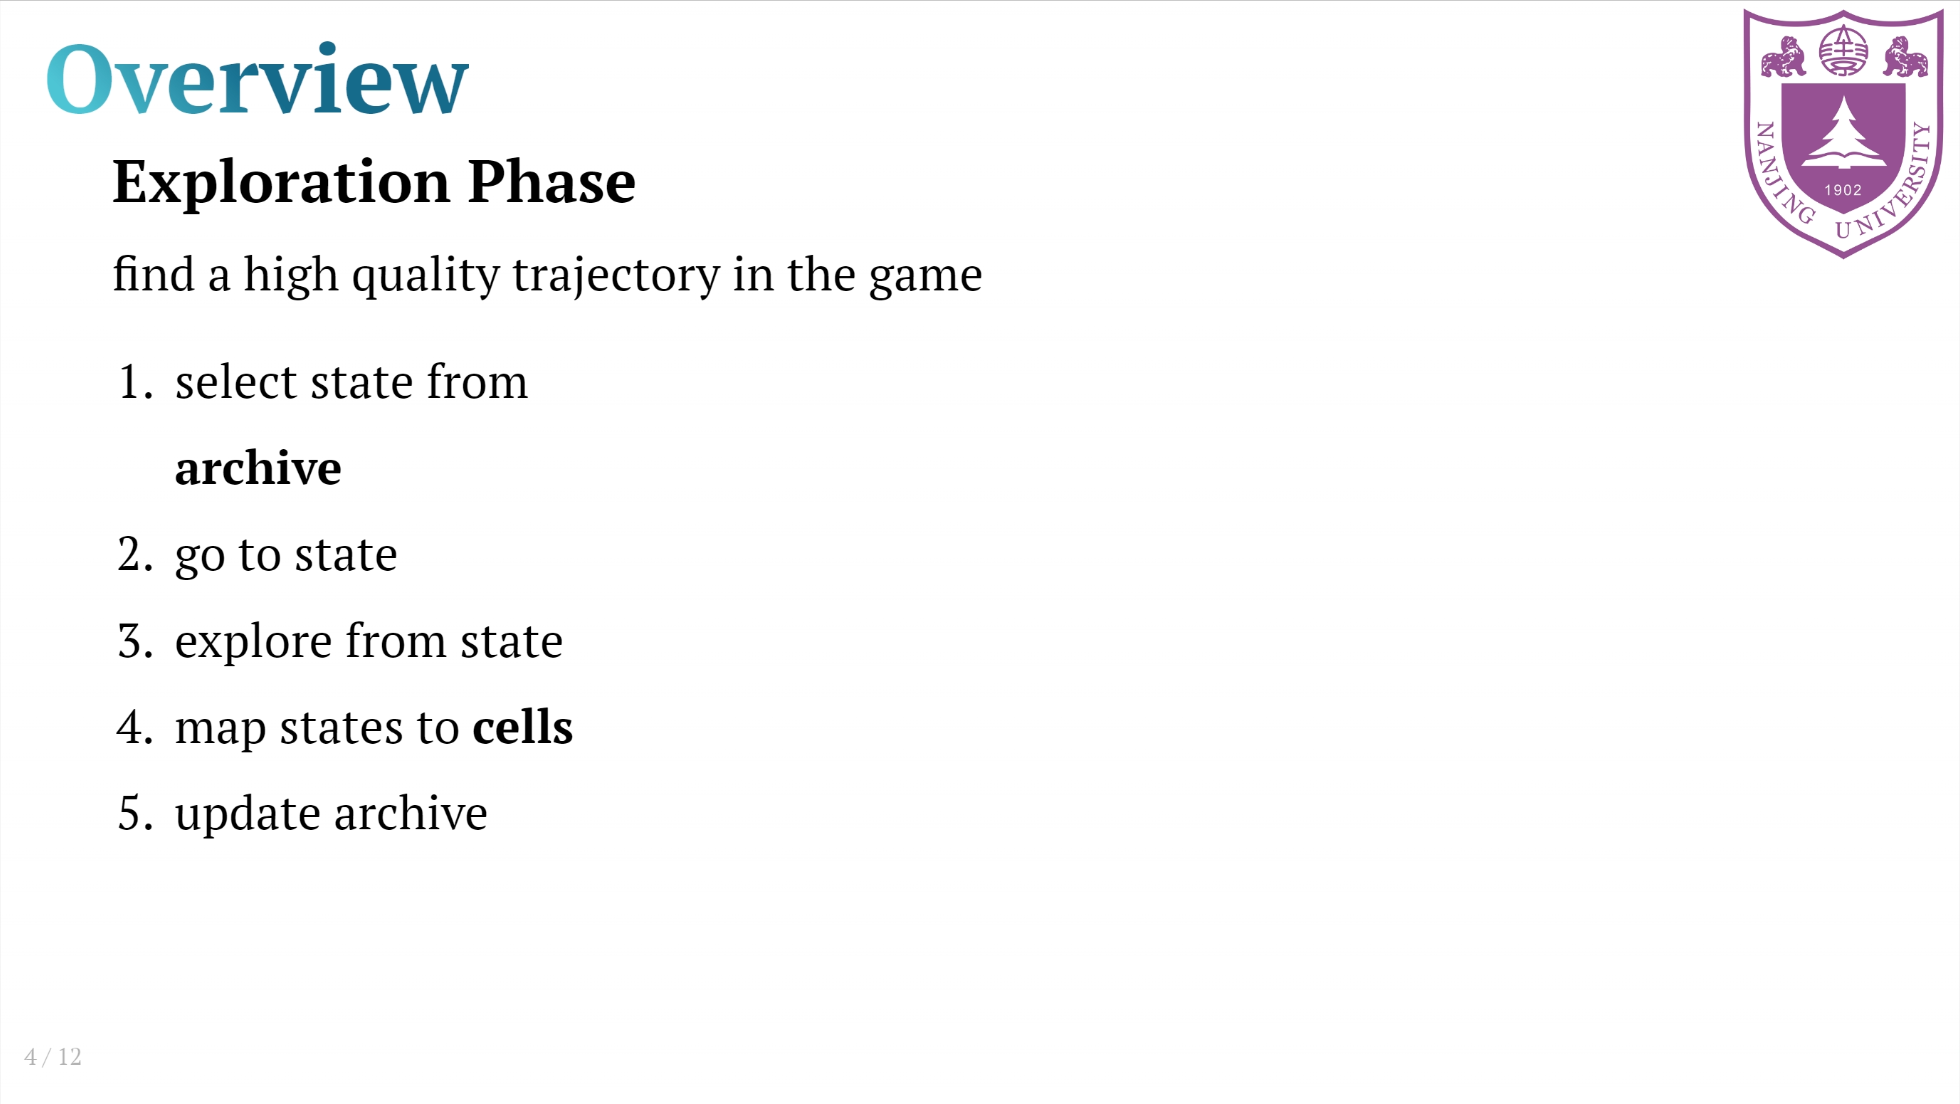 Overview
Exploration Phase
find a high quality trajectory in the game
1. select state from
archive
2. go to state
3. explore from state
4. map states to cells
5. update archive
4 / 12
NANJING UNIVERSITY
1902